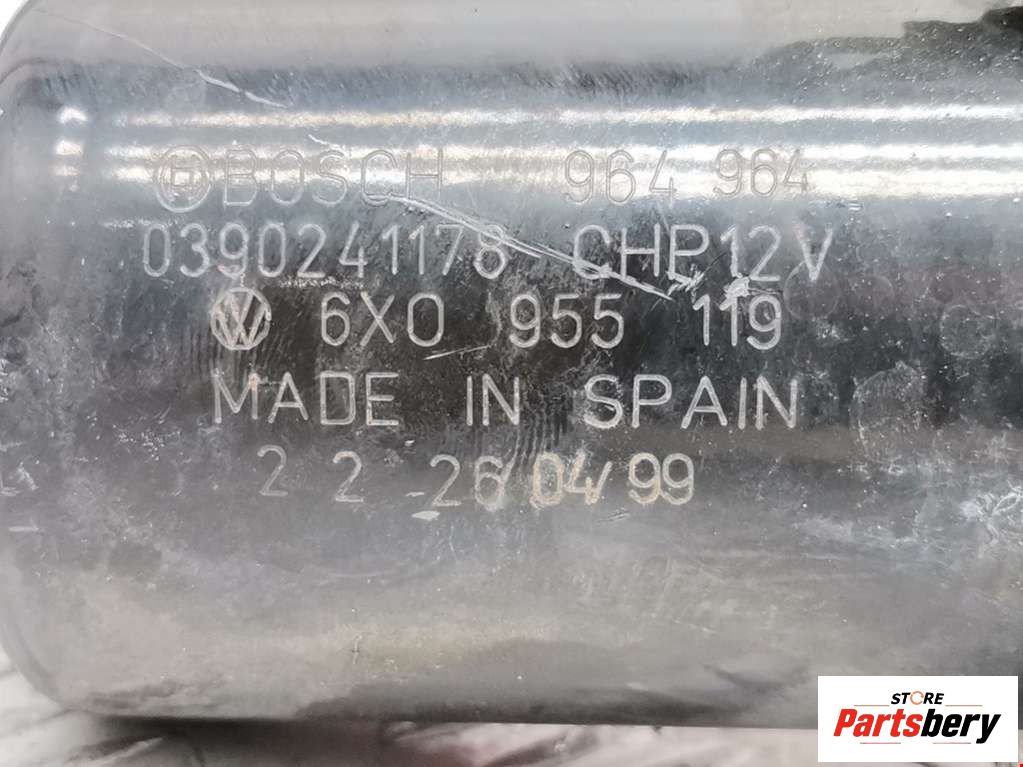 BOSCH 964 964
0390241178 CHP12V
6X0 955 119
MADE IN SPAIN
2 2 26/04/99
STORE
Partsbery